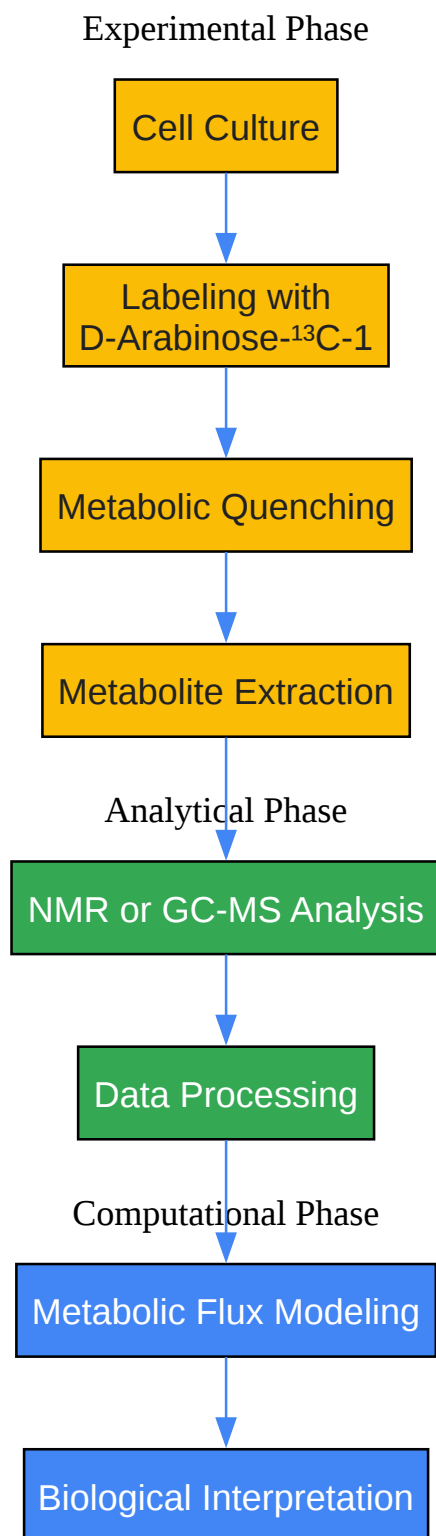 Experimental Phase
Cell Culture
Labeling with
D-Arabinose-¹³C-1
Metabolic Quenching
Metabolite Extraction
Analytical Phase
NMR or GC-MS Analysis
Data Processing
Computational Phase
Metabolic Flux Modeling
Biological Interpretation